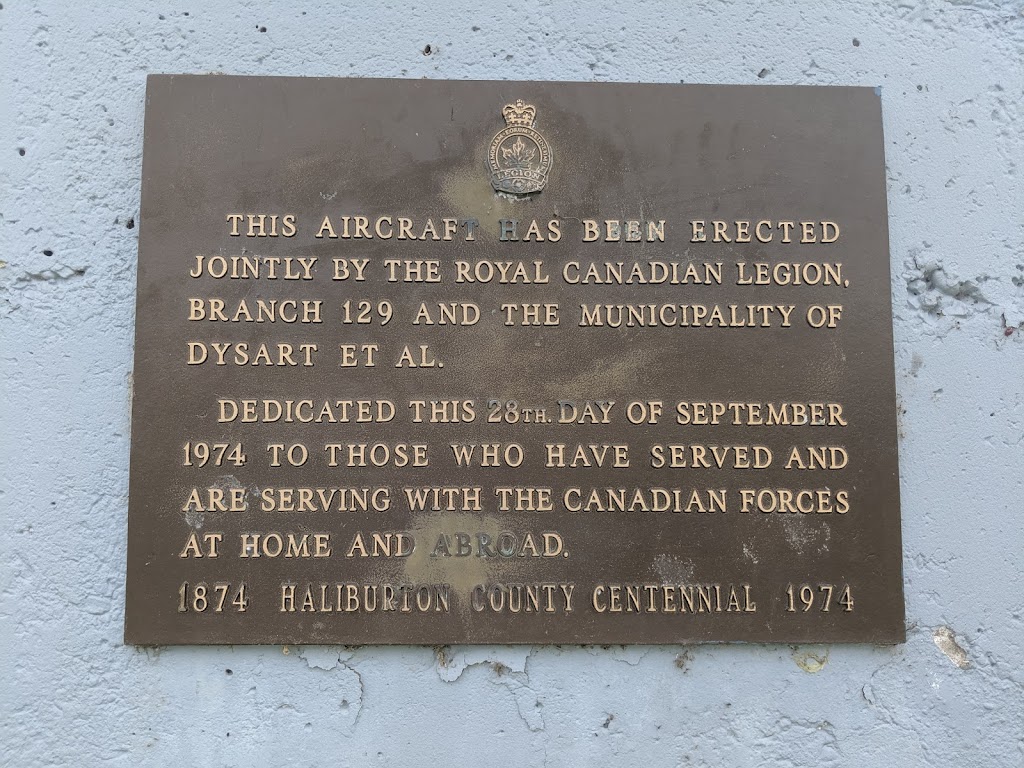 LEGION
THIS AIRCRAFT HAS BEEN ERECTED
JOINTLY BY THE ROYAL CANADIAN LEGION,
BRANCH 129 AND THE MUNICIPALITY OF
DYSART ET AL.
DEDICATED THIS 28TH. DAY OF SEPTEMBER
1974 TO THOSE WHO HAVE SERVED AND
ARE SERVING WITH THE CANADIAN FORCES
AT HOME AND ABROAD.
1874 HALIBURTON COUNTY CENTENNIAL 1974